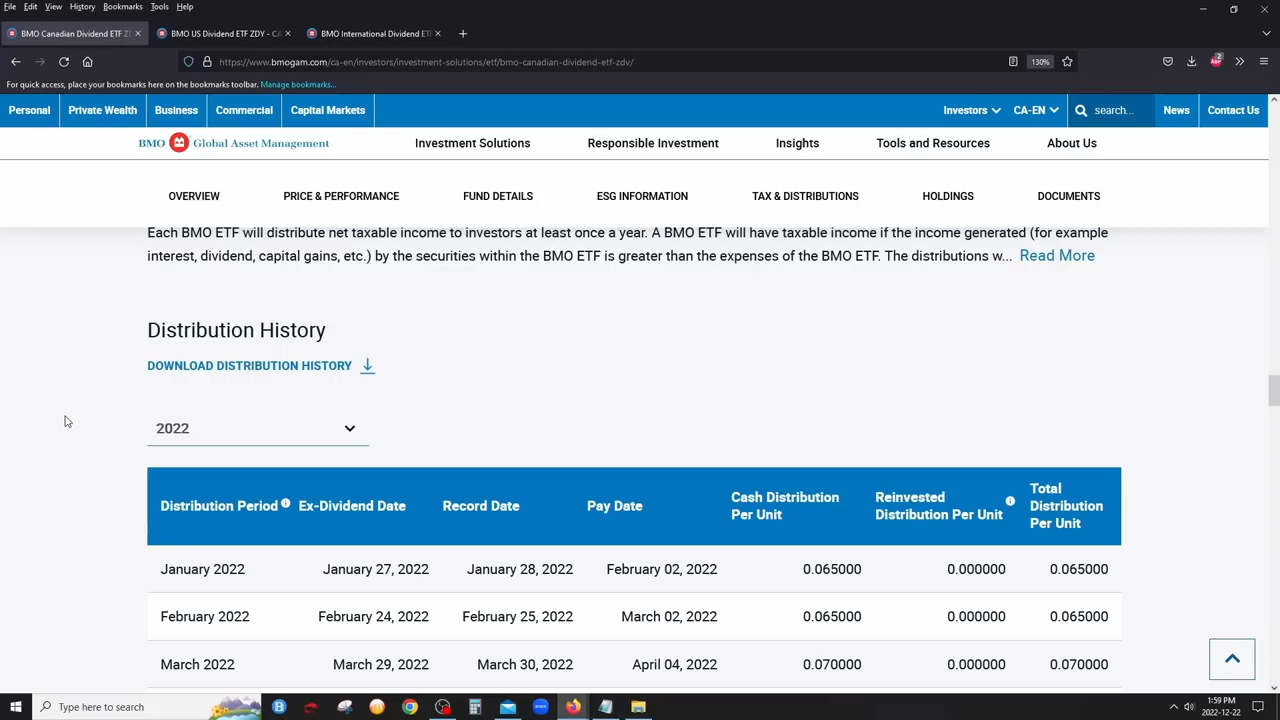 File Edit View History Bookmarks Tools Help
BMO Canadian Dividend ETF Z
BMO US Dividend ETF ZDY - CA
BMO International Dividend ETF
https://www.bmogam.com/ca-en/investors/investment-solutions/etf/bmo-canadian-dividend-etf-zdv/
130%
For quick access, place your bookmarks here on the bookmarks toolbar. Manage bookmarks...
Personal Private Wealth Business Commercial Capital Markets Investors CA-EN search... News Contact Us
BMO Global Asset Management Investment Solutions Responsible Investment Insights Tools and Resources About Us
OVERVIEW PRICE & PERFORMANCE FUND DETAILS ESG INFORMATION TAX & DISTRIBUTIONS HOLDINGS DOCUMENTS
Each BMO ETF will distribute net taxable income to investors at least once a year. A BMO ETF will have taxable income if the income generated (for example
interest, dividend, capital gains, etc.) by the securities within the BMO ETF is greater than the expenses of the BMO ETF. The distributions w... Read More
Distribution History
DOWNLOAD DISTRIBUTION HISTORY
2022
Distribution Period Ex-Dividend Date Record Date Pay Date Cash Distribution Per Unit Reinvested Distribution Per Unit Total Distribution Per Unit
January 2022 January 27, 2022 January 28, 2022 February 02, 2022 0.065000 0.000000 0.065000
February 2022 February 24, 2022 February 25, 2022 March 02, 2022 0.065000 0.000000 0.065000
March 2022 March 29, 2022 March 30, 2022 April 04, 2022 0.070000 0.000000 0.070000
Type here to search
1:59 PM
2022-12-22